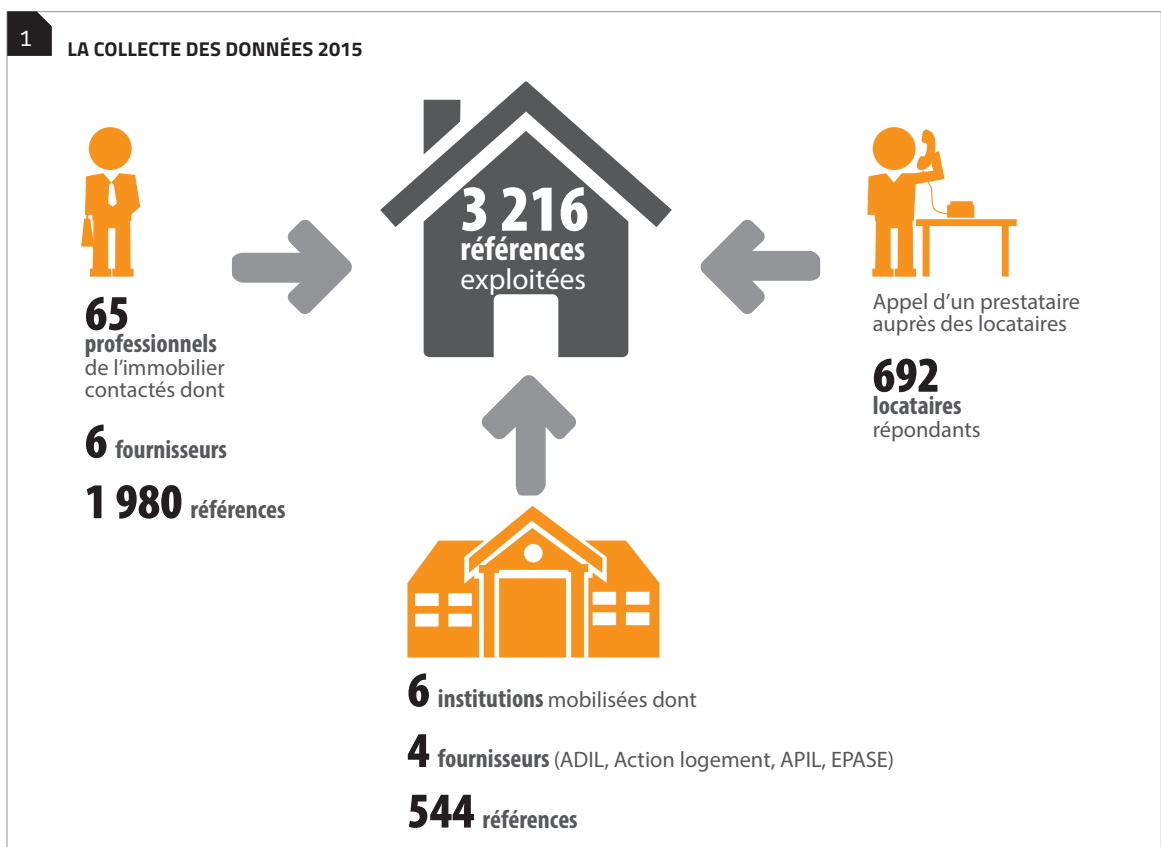 1
LA COLLECTE DES DONNÉES 2015
3 216
références
exploitées
65
professionnels
de l'immobilier
contactés dont
6 fournisseurs
1 980 références
Appel d'un prestataire
auprès des locataires
692
locataires
répondants
6 institutions mobilisées dont
4 fournisseurs (ADIL, Action logement, APIL, EPASE)
544 références